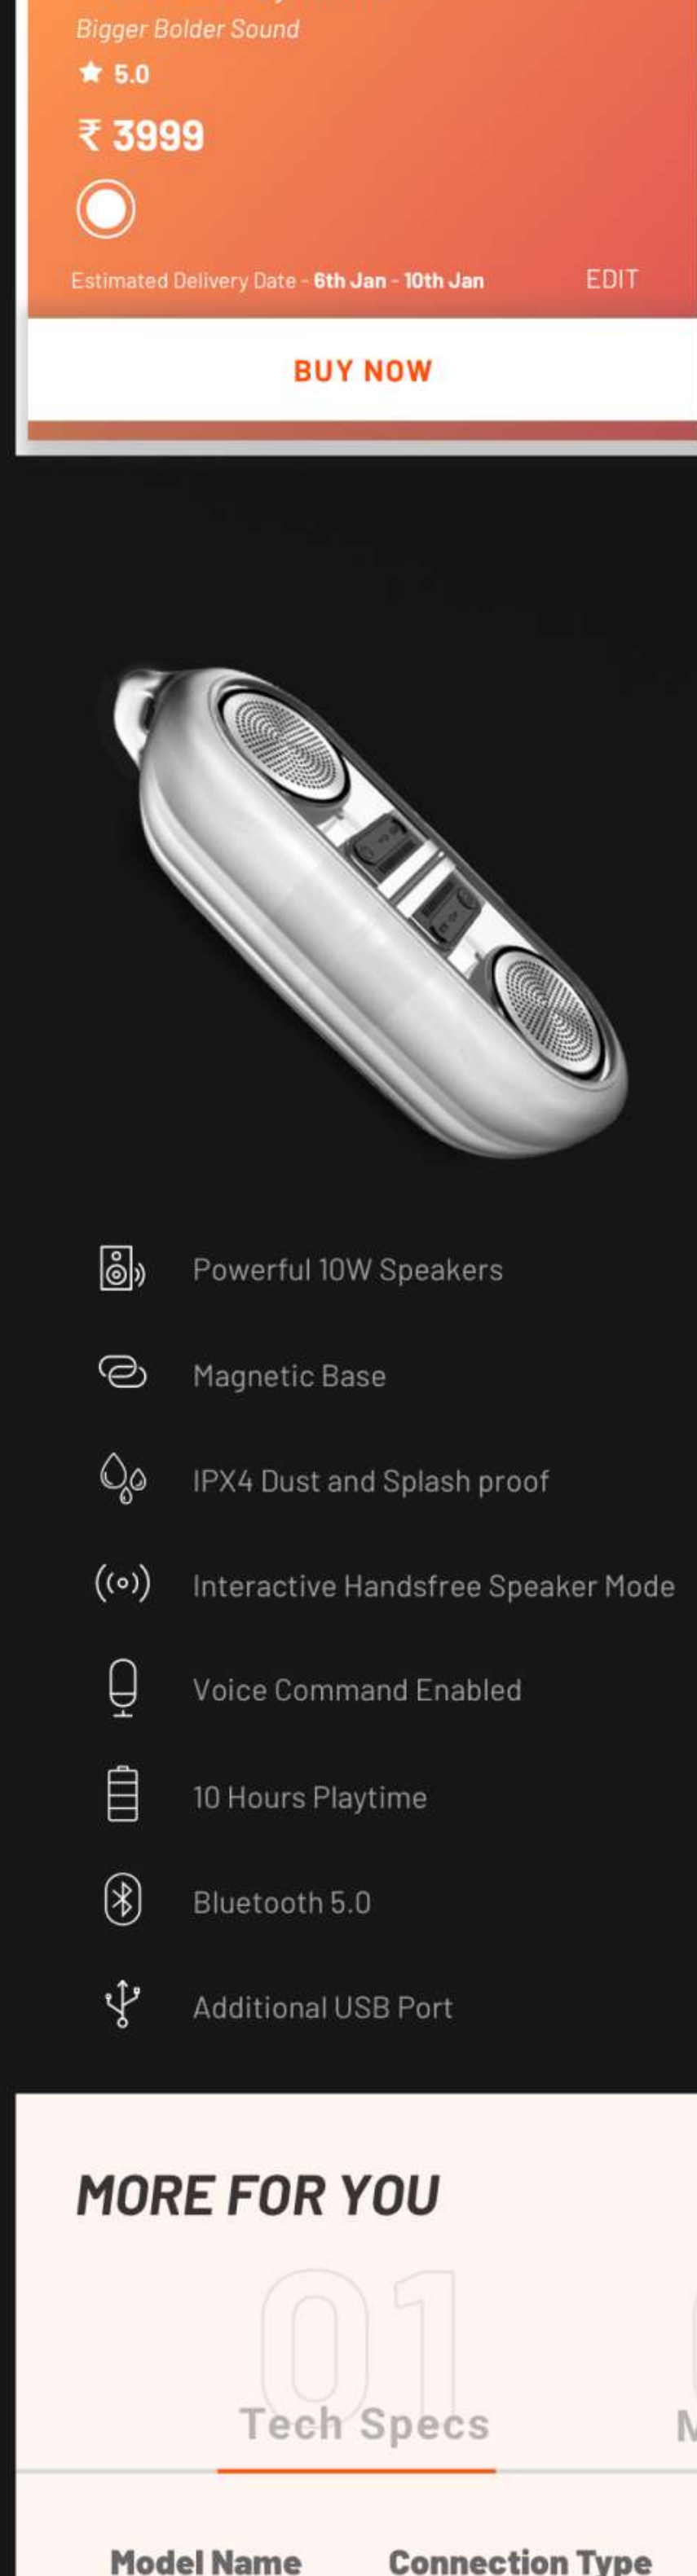 Bigger Bolder Sound
5.0
₹ 3999
Estimated Delivery Date - 6th Jan - 10th Jan
EDIT
BUY NOW
Powerful 10W Speakers
Magnetic Base
IPX4 Dust and Splash proof
Interactive Handsfree Speaker Mode
Voice Command Enabled
10 Hours Playtime
Bluetooth 5.0
Additional USB Port
MORE FOR YOU
01
Tech Specs
Model Name
Connection Type